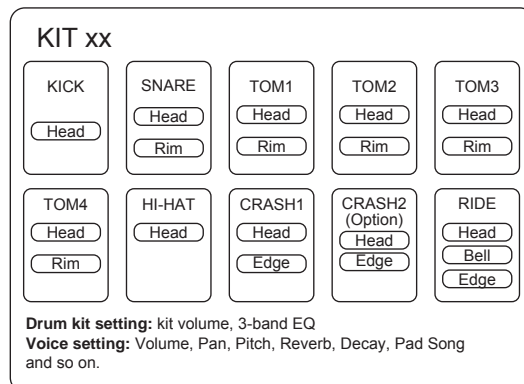 KIT xx
KICK
Head
SNARE
Head
Rim
TOM1
Head
Rim
TOM2
Head
Rim
TOM3
Head
Rim
TOM4
Head
Rim
HI-HAT
Head
CRASH1
Head
Edge
CRASH2
(Option)
Head
Edge
RIDE
Head
Bell
Edge
Drum kit setting: kit volume, 3-band EQ
Voice setting: Volume, Pan, Pitch, Reverb, Decay, Pad Song
and so on.